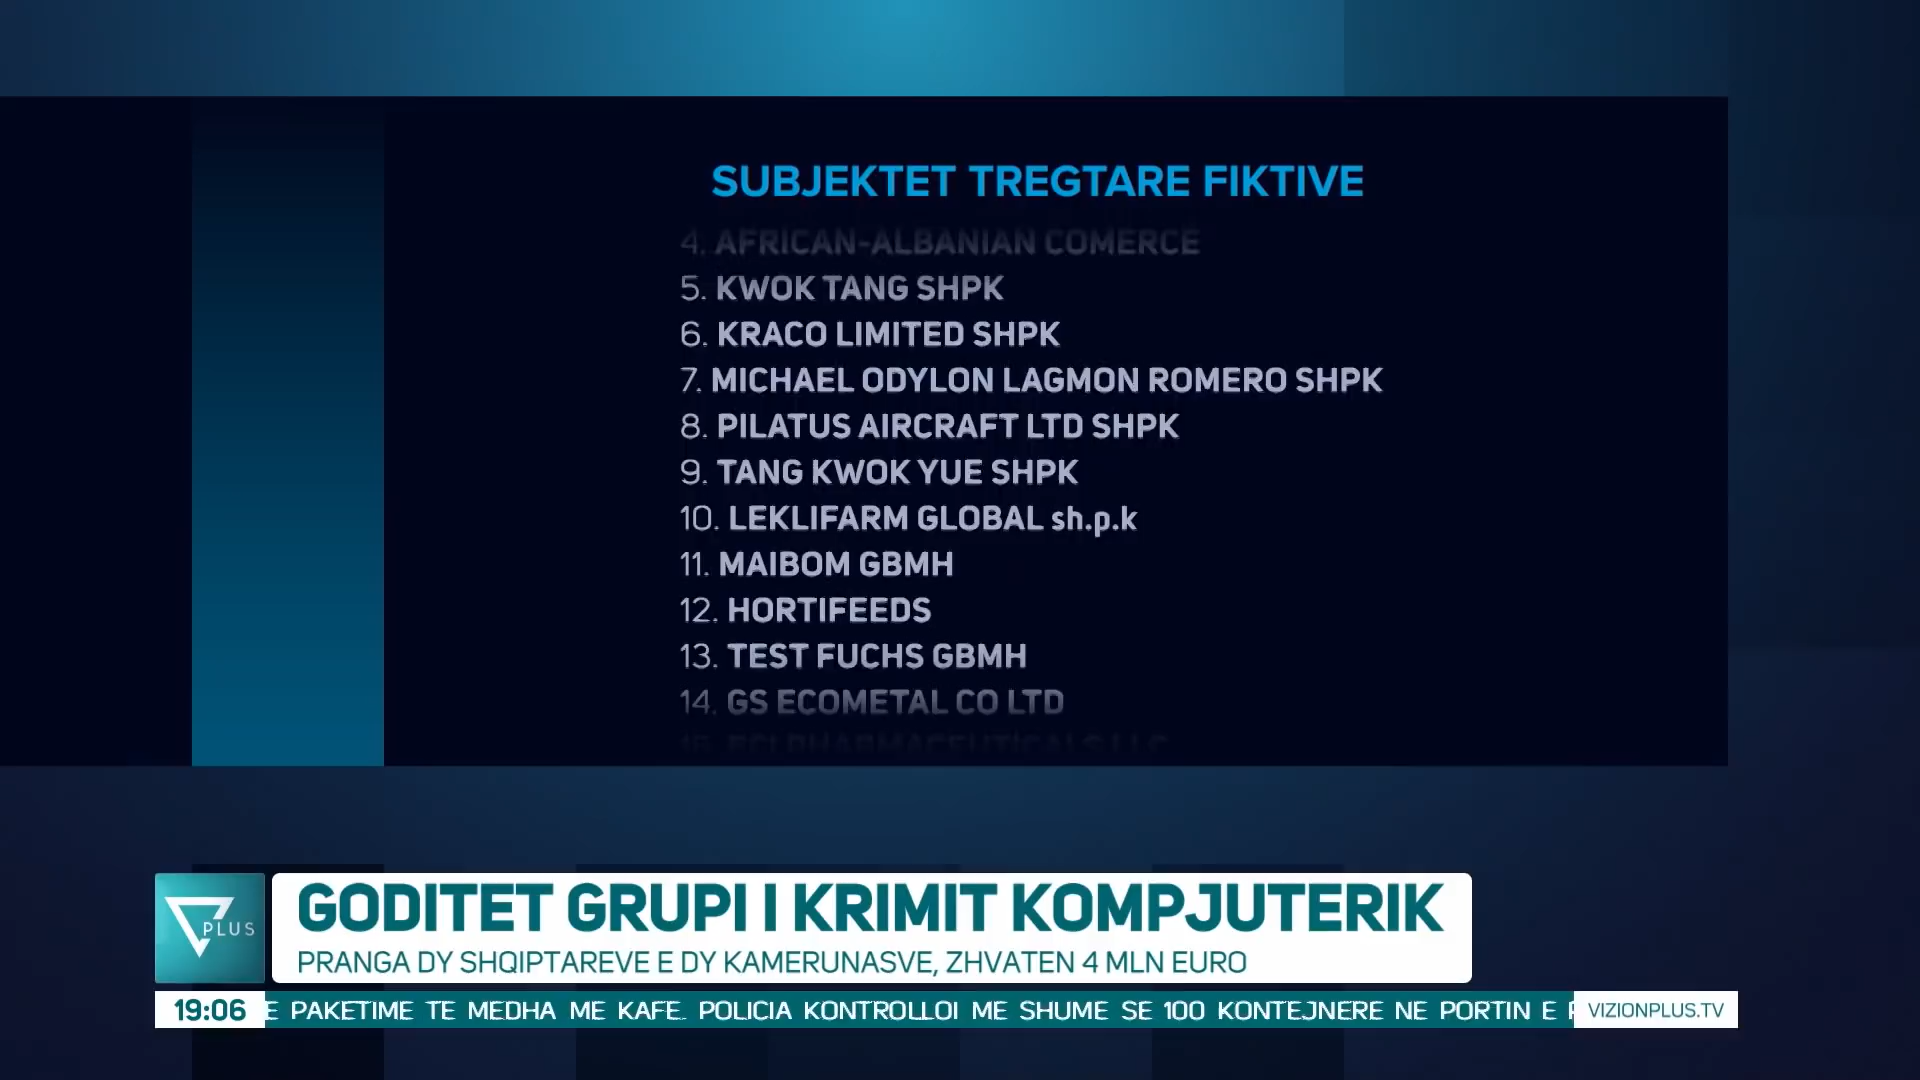 SUBJEKTET TREGTARE FIKTIVE
4. AFRICAN-ALBANIAN COMERCE
5. KWOK TANG SHPK
6. KRACO LIMITED SHPK
7. MICHAEL ODYLON LAGMON ROMERO SHPK
8. PILATUS AIRCRAFT LTD SHPK
9. TANG KWOK YUE SHPK
10. LEKLIFARM GLOBAL sh.p.k
11. MAIBOM GBMH
12. HORTIFEEDS
13. TEST FUCHS GBMH
14. GS ECOMETAL CO LTD
PLUS
GODITET GRUPI I KRIMIT KOMPJUTERIK
PRANGA DY SHQIPTAREVE E DY KAMERUNASVE, ZHVATEN 4 MLN EURO
19:06 E PAKETIME TE MEDHA ME KAFE. POLICIA KONTROLLOI ME SHUME SE 100 KONTEJNERE NE PORTIN E VIZIONPLUS.TV